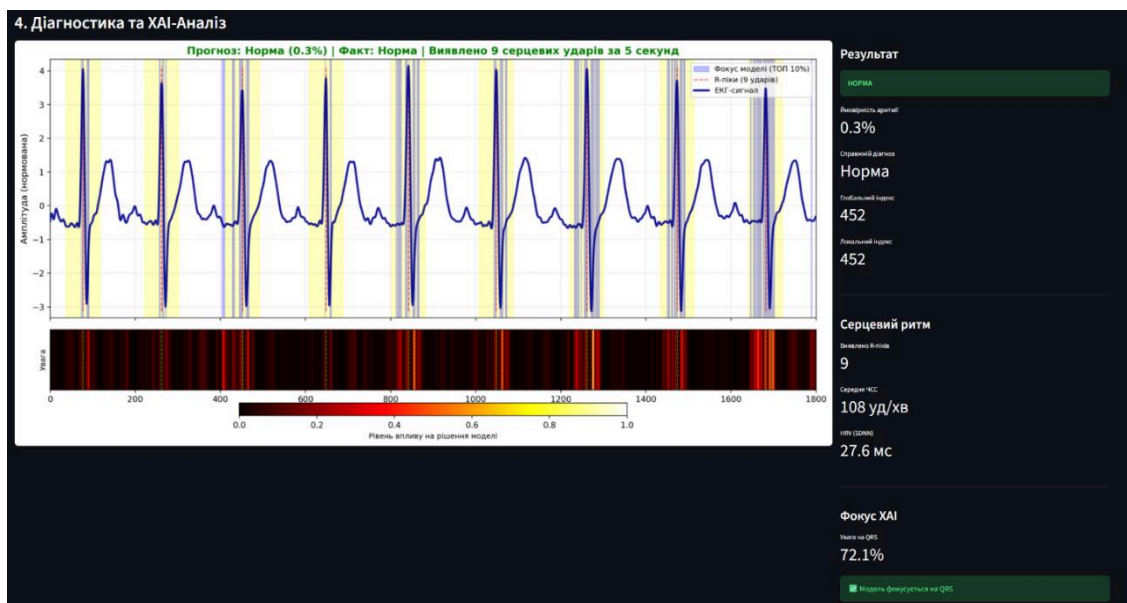 4. Діагностика та XAI-Аналіз
Прогноз: Норма (0.3%) | Факт: Норма | Виявлено 9 серцевих ударів за 5 секунд
Фокус моделі (ТОП 10%)
R-піки (9 ударів)
ЕКГ-сигнал
Амплітуда (нормована)
4
3
2
1
0
−1
−2
−3
Увага
0 200 400 600 800 1000 1200 1400 1600 1800
0.0 0.2 0.4 0.6 0.8 1.0
Рівень впливу на рішення моделі
Результат
НОРМА
Ймовірність аритмії
0.3%
Справжній діагноз
Норма
Глобальний індекс
452
Локальний індекс
452
Серцевий ритм
Виявлено R-піків
9
Середня ЧСС
108 уд/хв
HRV (SDNN)
27.6 мс
Фокус XAI
Увага на QRS
72.1%
Модель фокусується на QRS